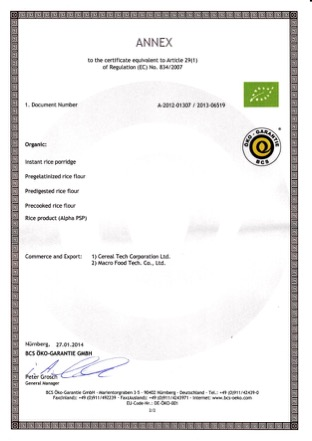 ANNEX
to the certificate equivalent to Article 29(1)
of Regulation (EC) No. 834/2007
1. Document Number A-2012-01307 / 2013-06519
ÖKO - GARANTIE
BCS
Organic:
Instant rice porridge
Pregelatinized rice flour
Predigested rice flour
Precooked rice flour
Rice product (Alpha PSP)
Commerce and Export: 1) Cereal Tech Corporation Ltd.
2) Macro Food Tech. Co., Ltd.
Nürnberg, 27.01.2014
BCS ÖKO-GARANTIE GMBH
Peter Grosch
General Manager
BCS Öko-Garantie GmbH - Marientorgraben 3-5 - 90402 Nürnberg - Deutschland - Tel.: +49 (0)911/42439-0
+49 (0)911/492239 - +49 (0)911/4243971 - Internet: www.bcs-oeko.com
EU-Code-Nr.: DE-ÖKO-001
2/2